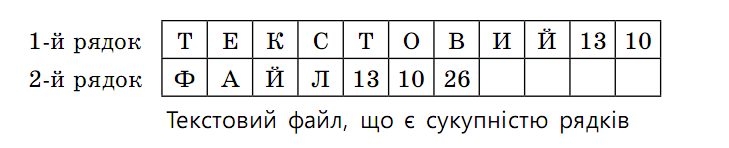 1-й рядок Т Е К С Т О В И Й 13 10
2-й рядок Ф А Й Л 13 10 26
Текстовий файл, що є сукупністю рядків